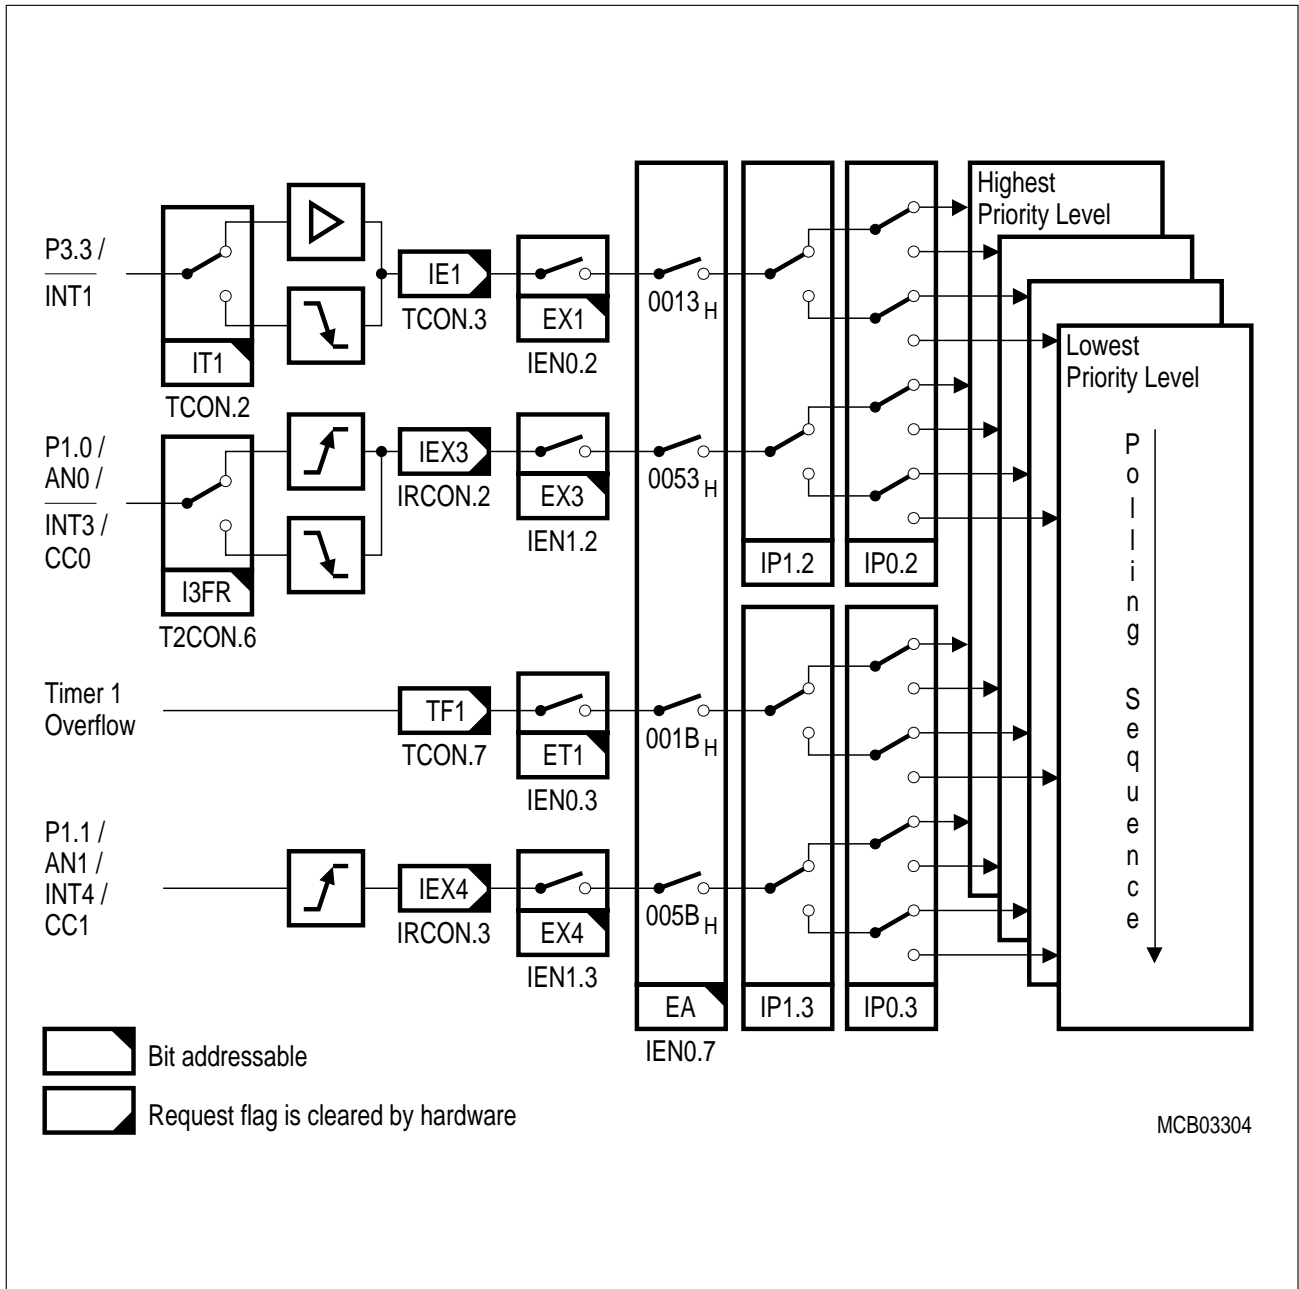 Highest
Priority Level
P3.3 /
INT1
IT1
TCON.2
IE1
TCON.3
EX1
IEN0.2
0013 H
Lowest
Priority Level
P1.0 /
AN0 /
INT3 /
CC0
I3FR
T2CON.6
IEX3
IRCON.2
EX3
IEN1.2
0053 H
IP1.2
IP0.2
Polling Sequence
Timer 1
Overflow
TF1
TCON.7
ET1
IEN0.3
001B H
P1.1 /
AN1 /
INT4 /
CC1
IEX4
IRCON.3
EX4
IEN1.3
005B H
EA
IEN0.7
IP1.3
IP0.3
Bit addressable
Request flag is cleared by hardware
MCB03304